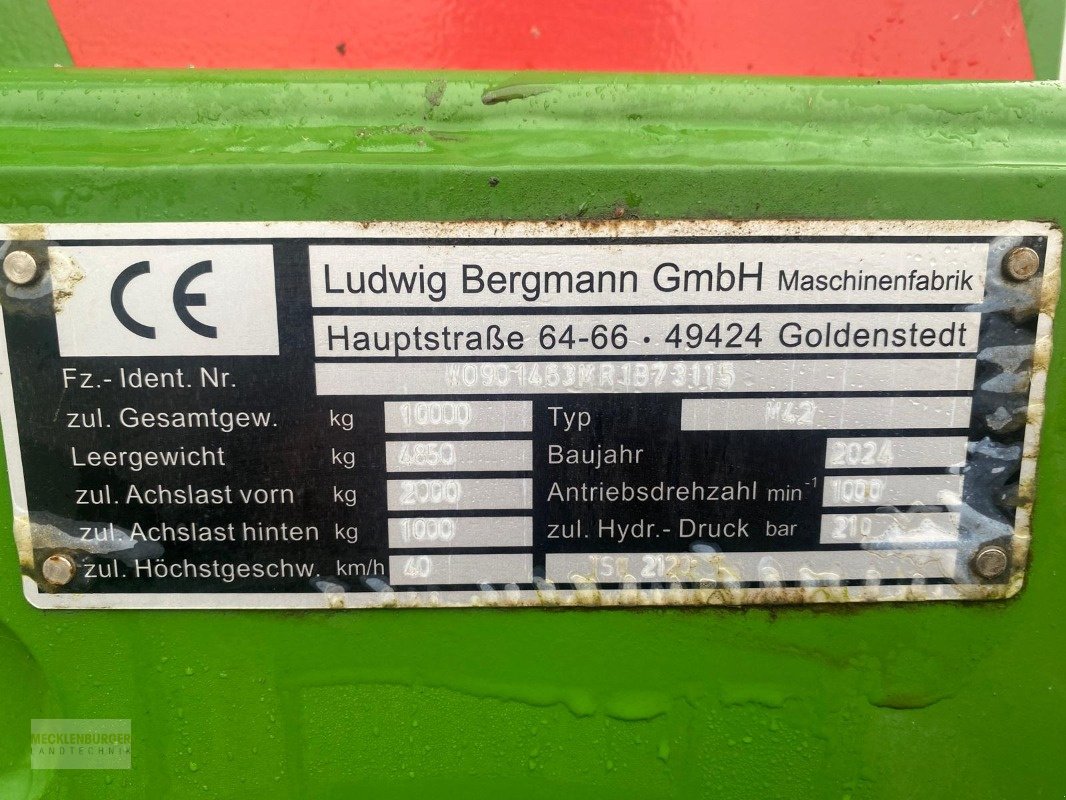 CE
Ludwig Bergmann GmbH Maschinenfabrik
Hauptstraße 64-66 · 49424 Goldenstedt
Fz.- Ident. Nr.
zul. Gesamtgew. kg Typ M42
Leergewicht kg 4850 Baujahr 2024
zul. Achslast vorn kg 2000 Antriebsdrehzahl min⁻¹ 1000
zul. Achslast hinten kg 1000 zul. Hydr.- Druck bar 210
zul. Höchstgeschw. km/h 40
MECKLENBURGER
LANDTECHNIK